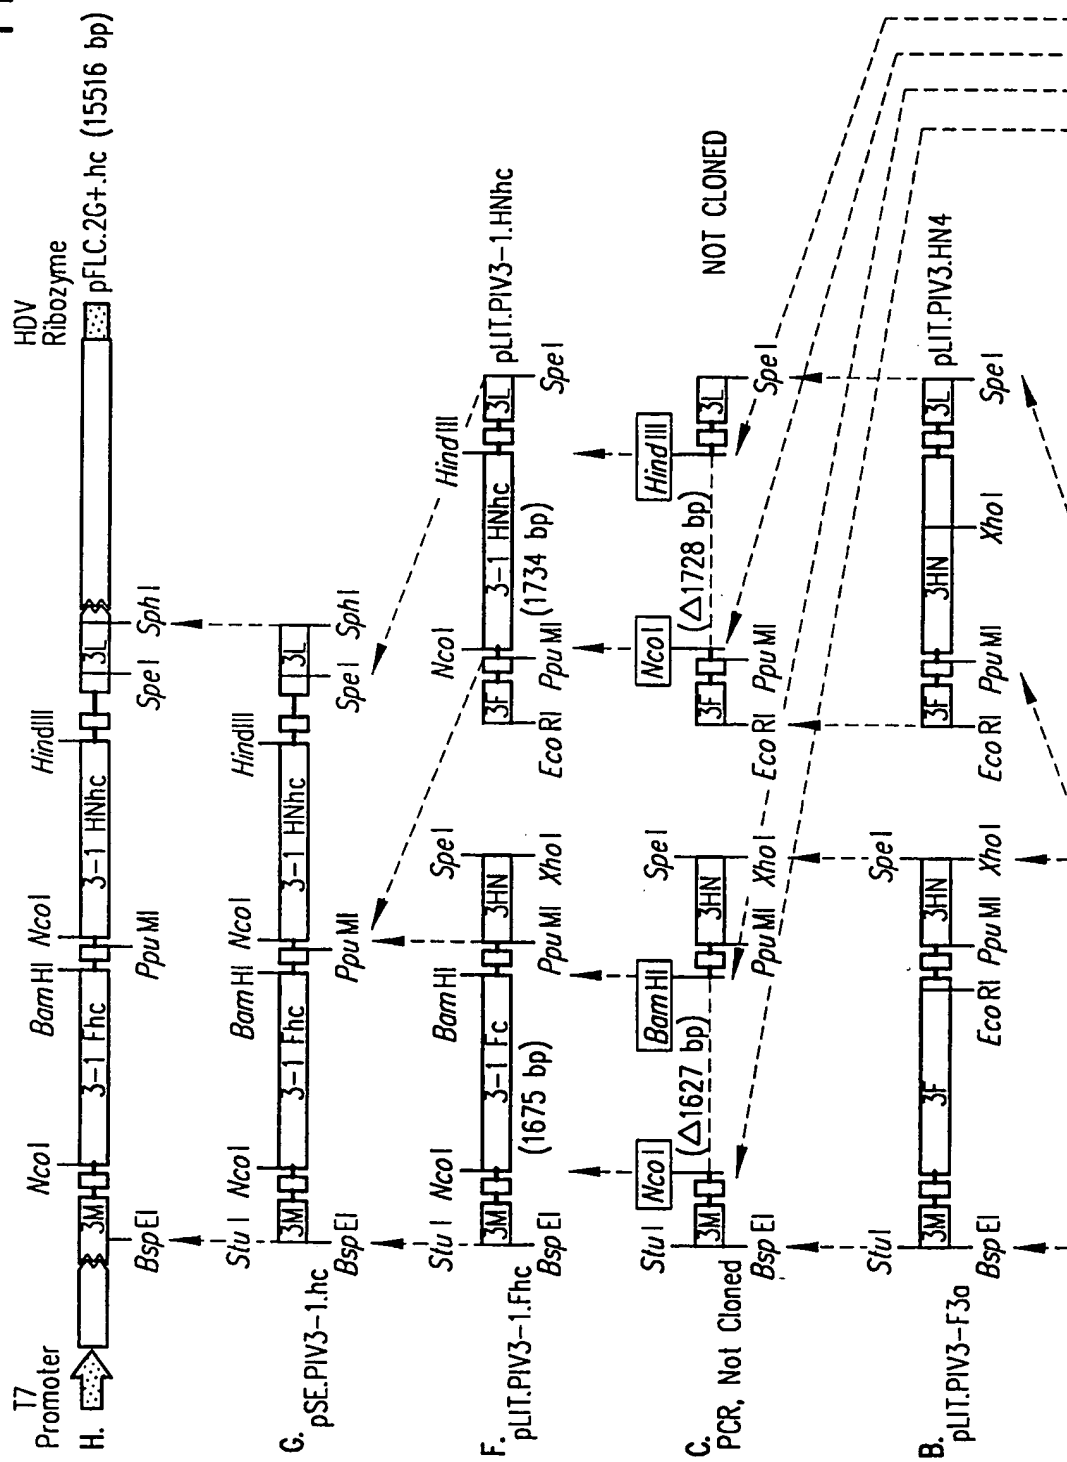 T7
Promoter
HDV
Ribozyme
H.
NcoI
BamHI
NcoI
HindIII
3M
3-1 Fhc
3-1 HNhc
3L
pFLC.2G+.hc (15516 bp)
BspEI
PpuMI
SpeI
SphI
G.
pSE.PIV3-1.hc
StuI
NcoI
BamHI
NcoI
HindIII
3M
3-1 Fhc
3-1 HNhc
3L
BspEI
PpuMI
SpeI
SphI
F.
pLIT.PIV3-1.Fhc
StuI
NcoI
BamHI
SpeI
3M
3-1 Fc
3HN
(1675 bp)
BspEI
PpuMI
XhoI
NcoI
HindIII
3F
3-1 HNhc
3L
pLIT.PIV3-1.HNhc
(1734 bp)
EcoRI
PpuMI
SpeI
C.
PCR, Not Cloned
StuI
NcoI
BamHI
SpeI
(△1627 bp)
3M
3HN
BspEI
PpuMI
XhoI
NcoI
HindIII
NOT CLONED
(△1728 bp)
3F
3L
EcoRI
PpuMI
SpeI
B.
pLIT.PIV3-F3a
StuI
SpeI
3M
3F
3HN
BspEI
EcoRI
PpuMI
XhoI
3F
3HN
3L
pLIT.PIV3.HN4
EcoRI
PpuMI
XhoI
SpeI